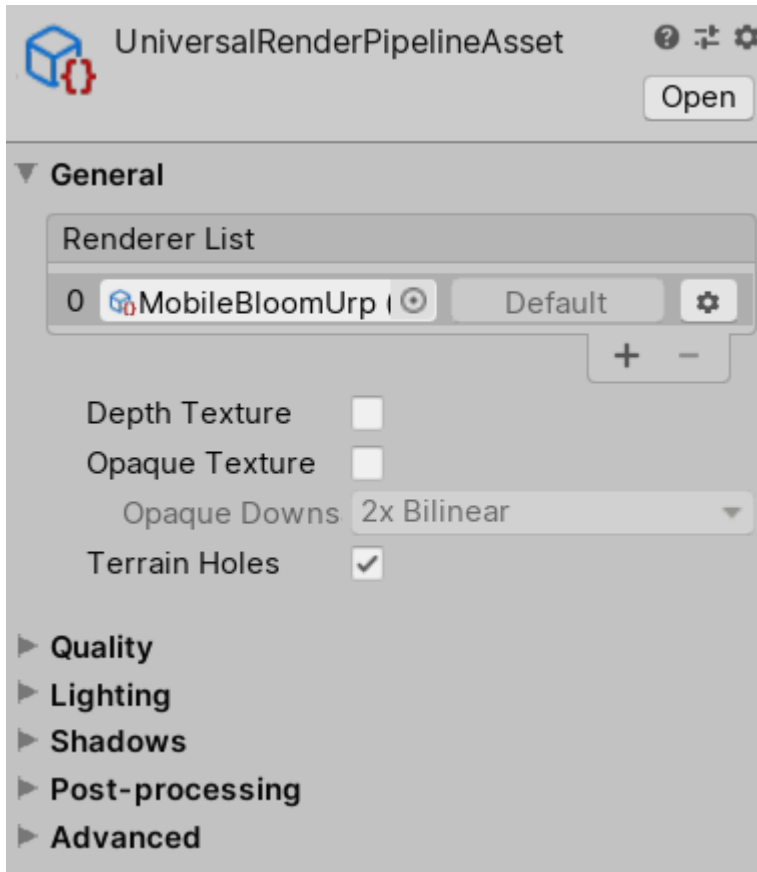 UniversalRenderPipelineAsset
Open
General
Renderer List
0 MobileBloomUrp ( Default
Depth Texture
Opaque Texture
Opaque Downs 2x Bilinear
Terrain Holes
Quality
Lighting
Shadows
Post-processing
Advanced